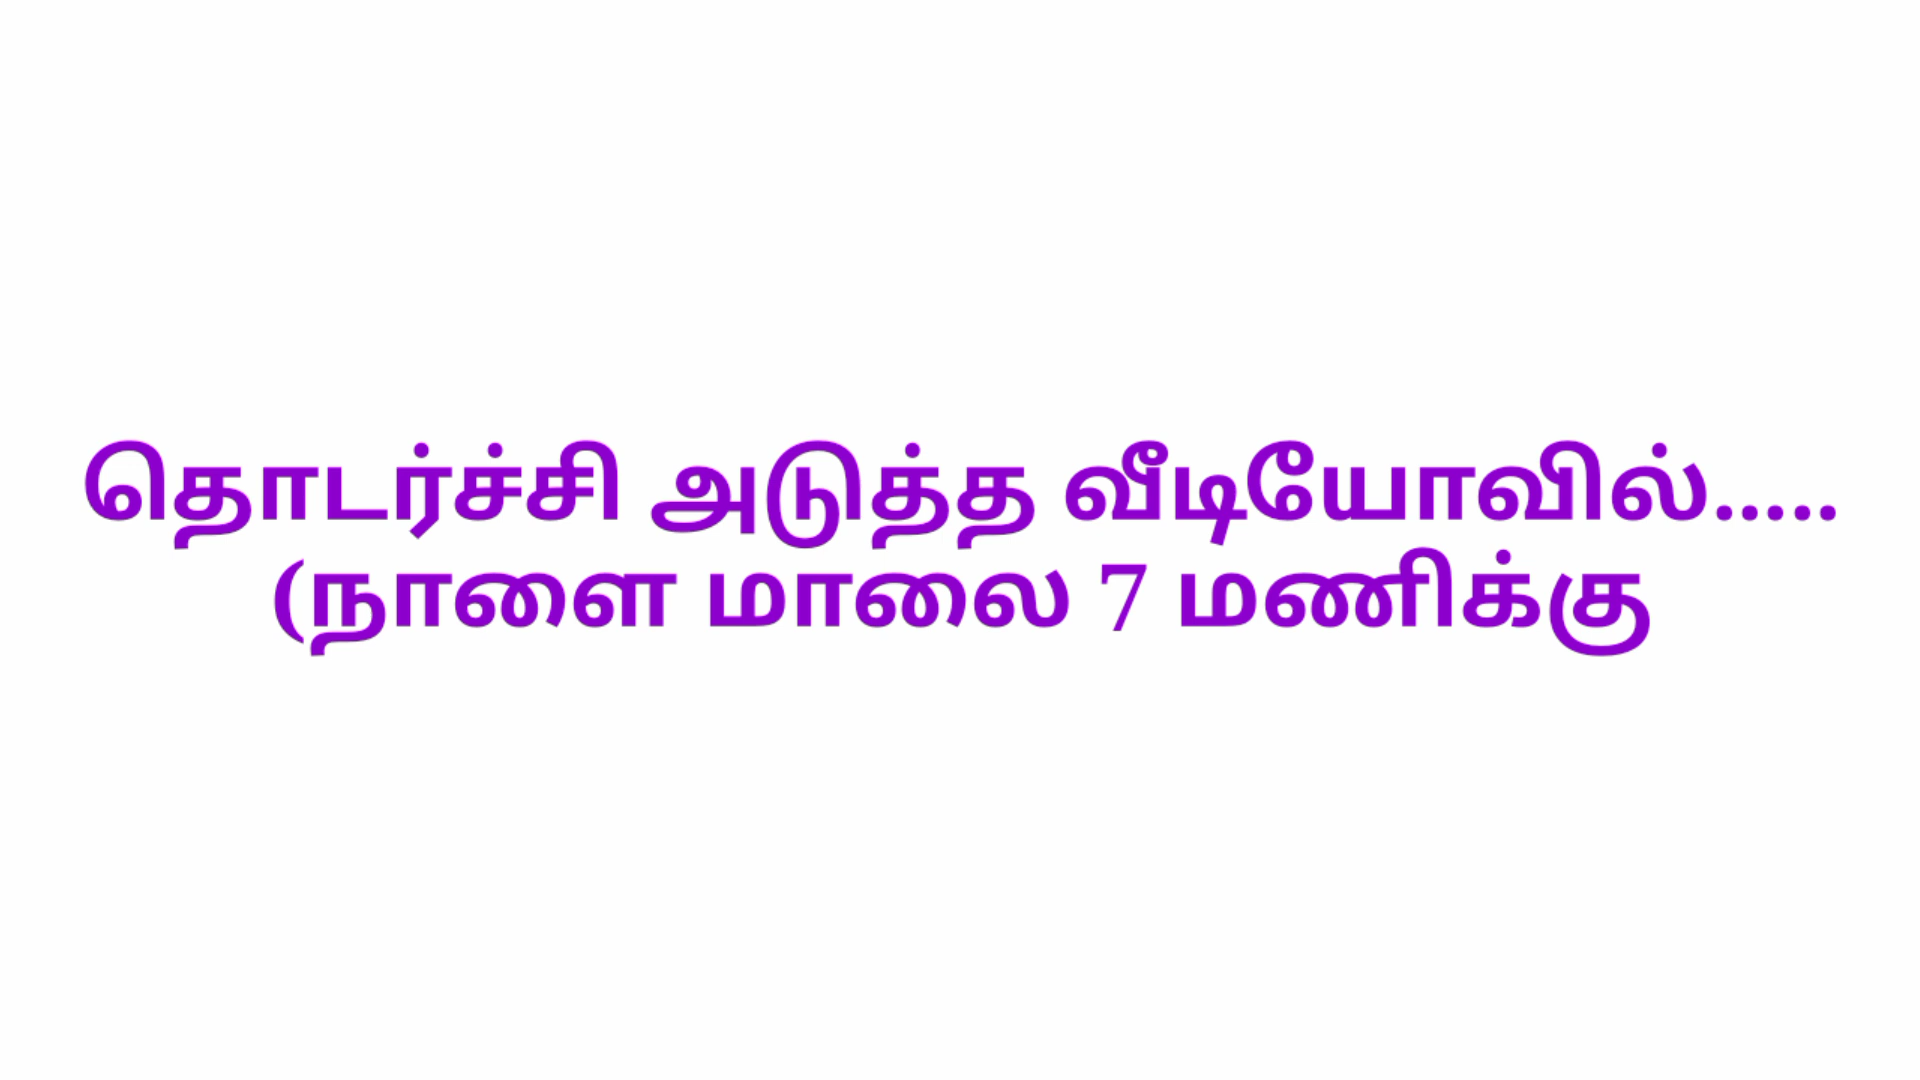 தொடர்ச்சி அடுத்த வீடியோவில்.....
(நாளை மாலை 7 மணிக்கு